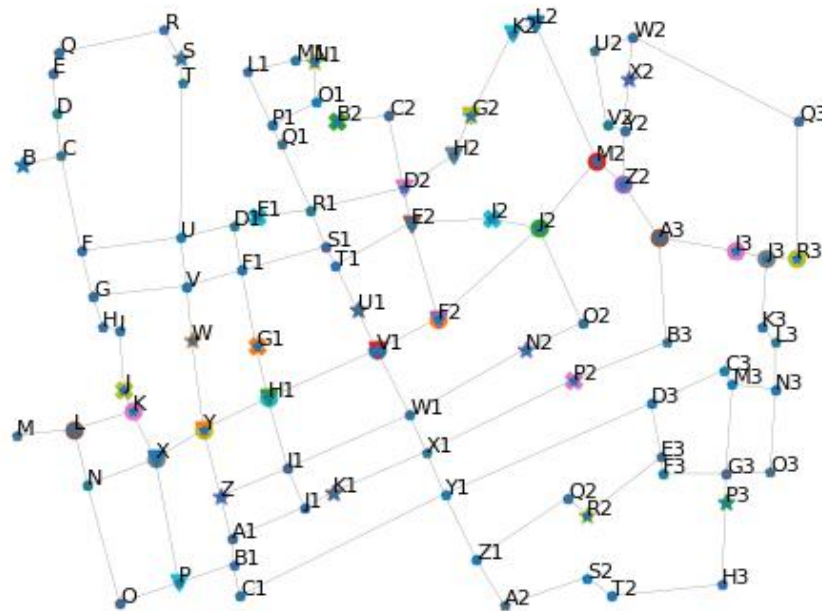 K2 L2
R
W2
U2
Q
S
M1 N1
E
L1
X2
T
D
O1
B2
C2
G2
P1
V2
Y2
Q3
Q1
B
C
H2
M2
D2
Z2
R1
E1
D1
E2
I2
J2
U
A3
F
S1
T1
F1
I3
J3
R3
V
G
U1
F2
O2
H
I
K3
W
G1
V1
N2
B3
L3
C3
J
H1
P2
M3
N3
K
D3
M
L
Y
W1
X
X1
E3
I1
F3
G3
O3
N
Z
K1
Y1
Q2
P3
J1
R2
A1
Z1
B1
P
S2
C1
T2
H3
O
A2